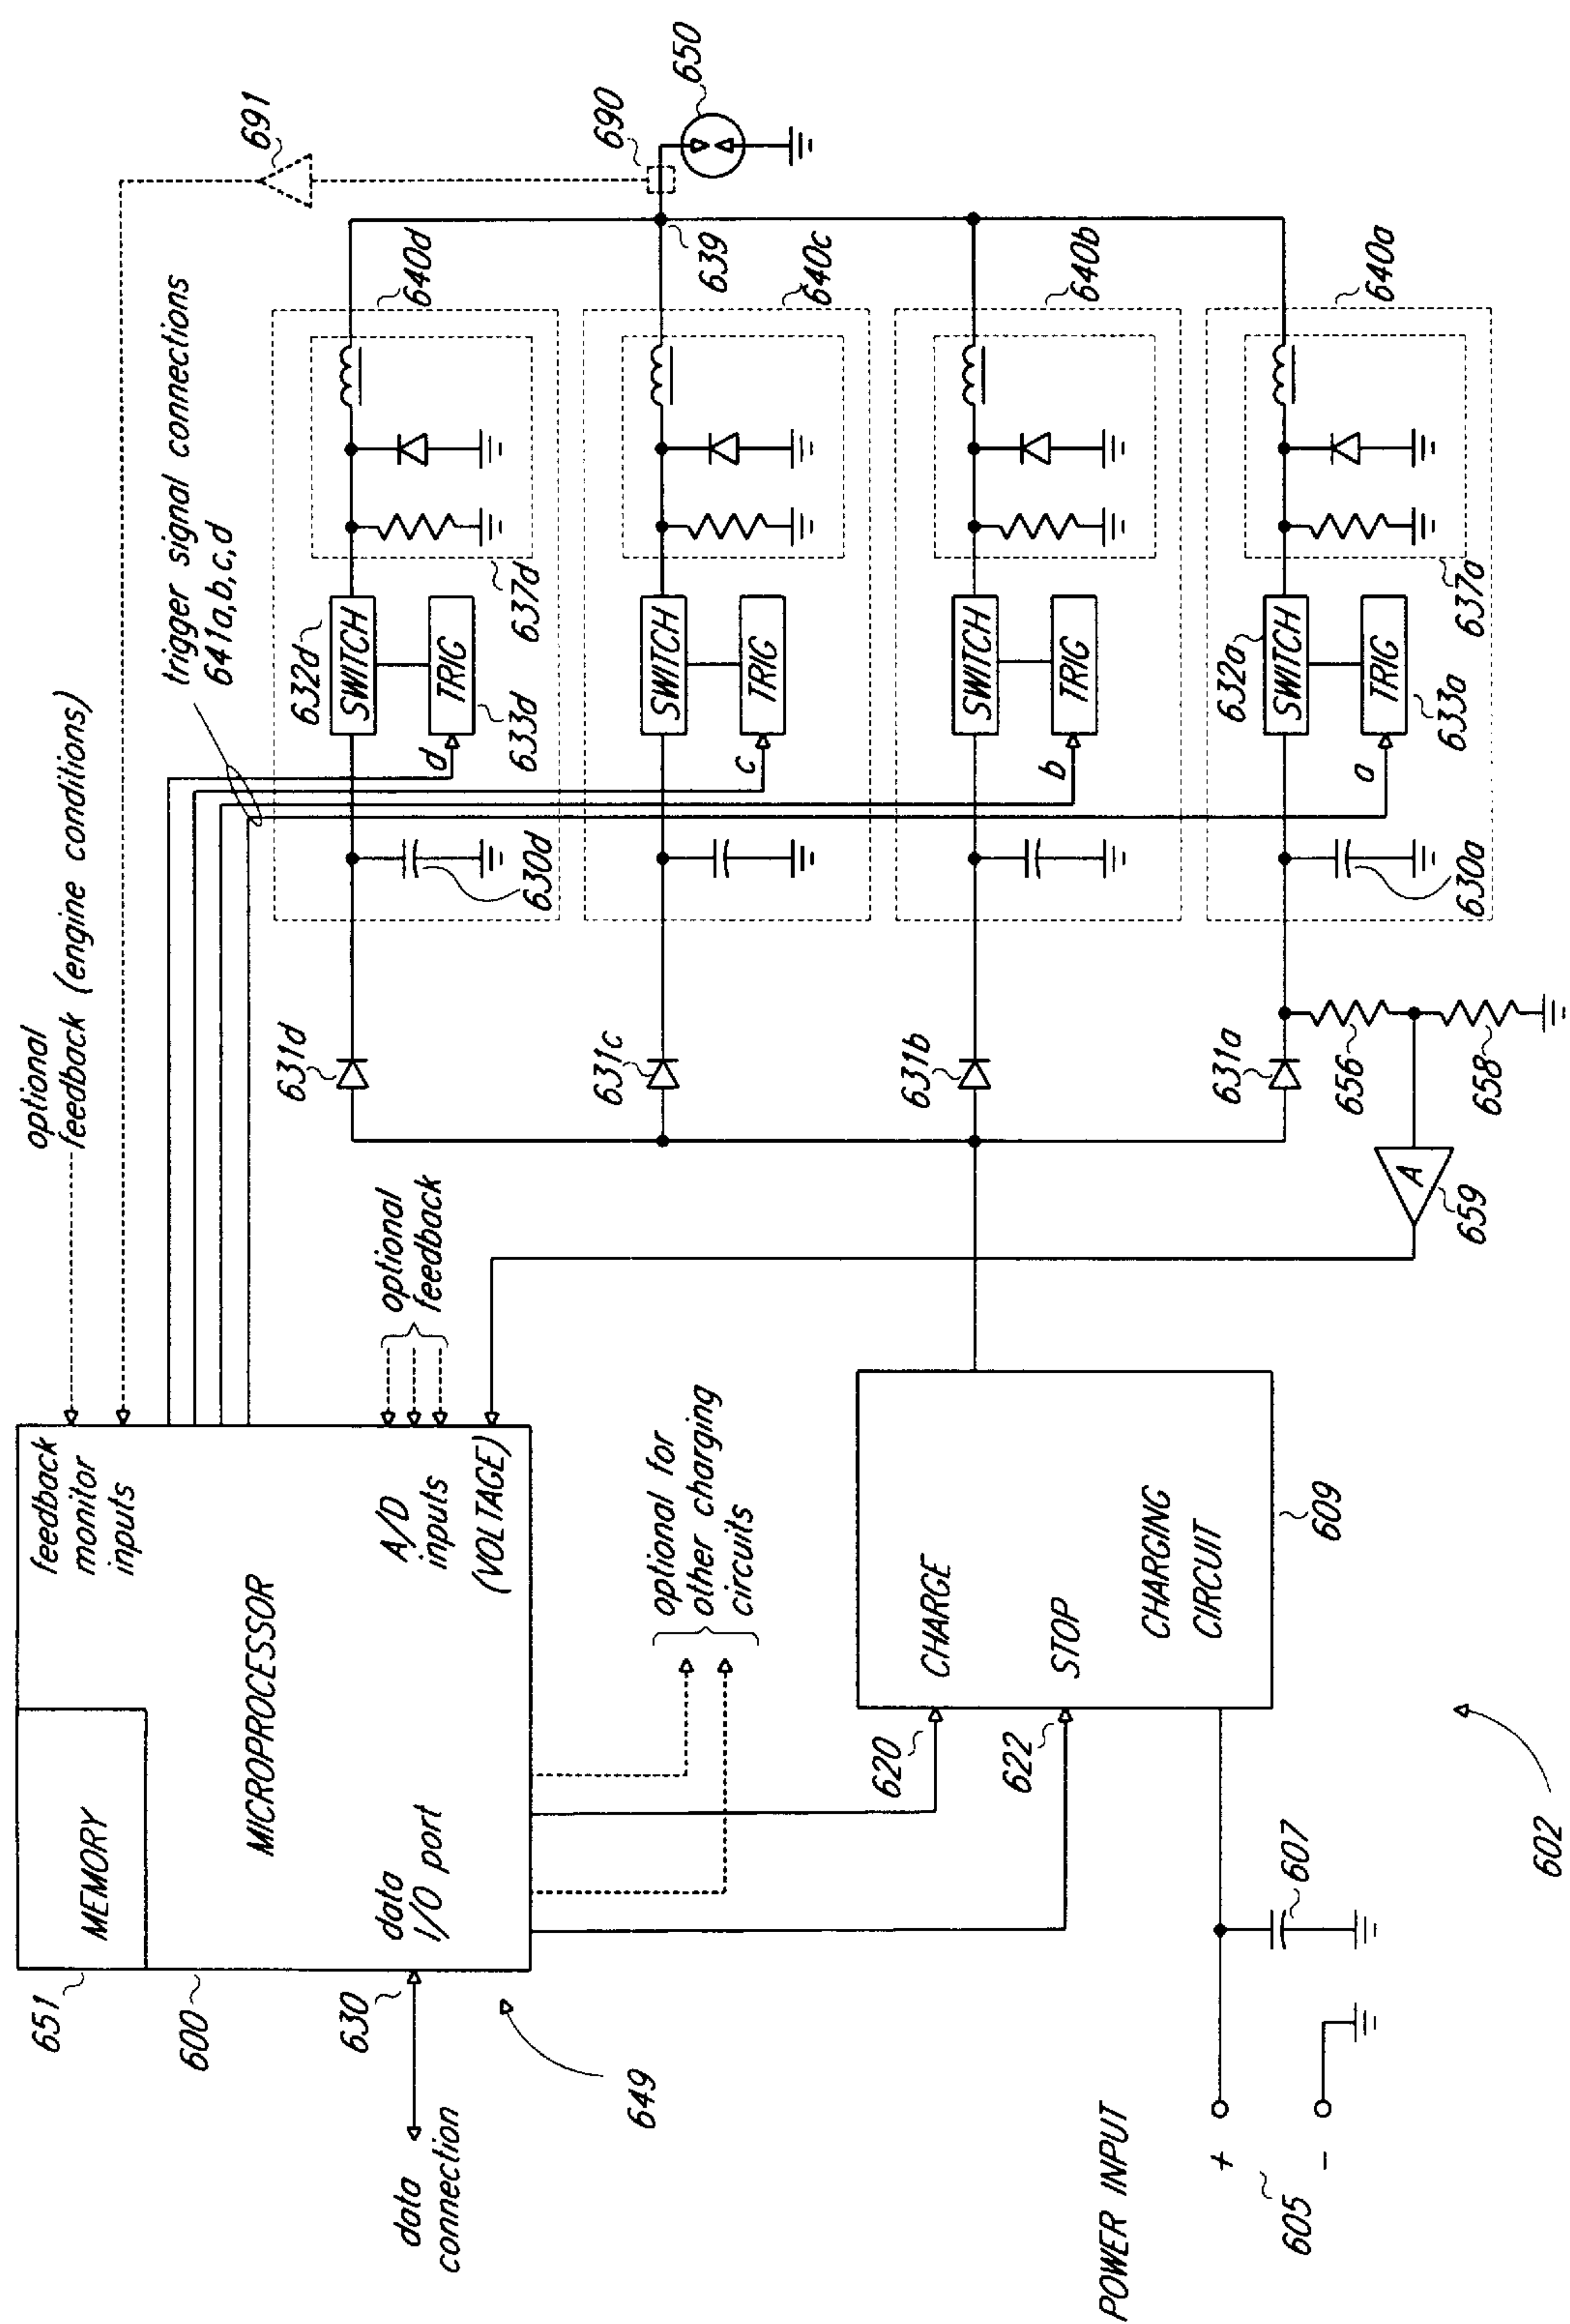 optional
feedback (engine conditions)
trigger signal connections
641a,b,c,d
691
690
650
651
MEMORY
600
MICROPROCESSOR
feedback
monitor
inputs
A/D
inputs
(VOLTAGE)
data
I/O port
630
data
connection
649
optional
feedback
optional for
other charging
circuits
631d
631c
631b
631a
630d
630a
632d
SWITCH
TRIG
d
633d
637d
640d
639
SWITCH
TRIG
c
640c
SWITCH
TRIG
b
640b
632a
SWITCH
TRIG
a
633a
637a
640a
656
658
A
659
620
CHARGE
622
STOP
CHARGING
CIRCUIT
609
POWER INPUT
+
-
605
607
602